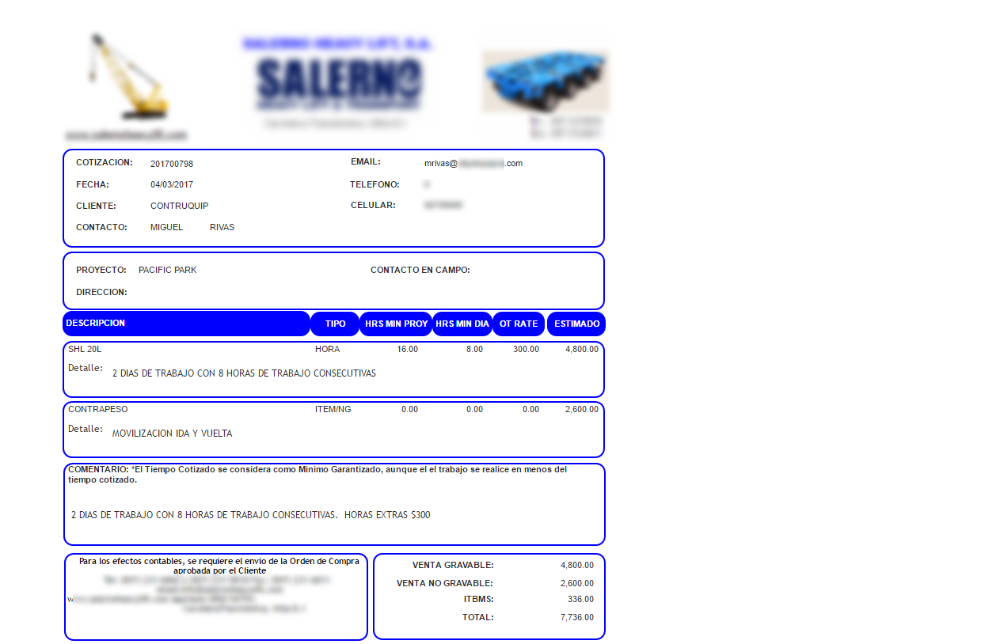 SALERNO HEAVY LIFT, S.A.
SALERNO
HEAVY LIFT & TRANSPORT
COTIZACION: 201700798 EMAIL: mrivas@ .com
FECHA: 04/03/2017 TELEFONO:
CLIENTE: CONTRUQUIP CELULAR:
CONTACTO: MIGUEL RIVAS
PROYECTO: PACIFIC PARK CONTACTO EN CAMPO:
DIRECCION:
DESCRIPCION TIPO HRS MIN PROY HRS MIN DIA OT RATE ESTIMADO
SHL 20L HORA 16.00 8.00 300.00 4,800.00
Detalle: 2 DIAS DE TRABAJO CON 8 HORAS DE TRABAJO CONSECUTIVAS
CONTRAPESO ITEM/NG 0.00 0.00 0.00 2,600.00
Detalle: MOVILIZACION IDA Y VUELTA
COMENTARIO: *El Tiempo Cotizado se considera como Minimo Garantizado, aunque el el trabajo se realice en menos del
tiempo cotizado.
2 DIAS DE TRABAJO CON 8 HORAS DE TRABAJO CONSECUTIVAS. HORAS EXTRAS $300
Para los efectos contables, se requiere el envio de la Orden de Compra
aprobada por el Cliente
VENTA GRAVABLE: 4,800.00
VENTA NO GRAVABLE: 2,600.00
ITBMS: 336.00
TOTAL: 7,736.00